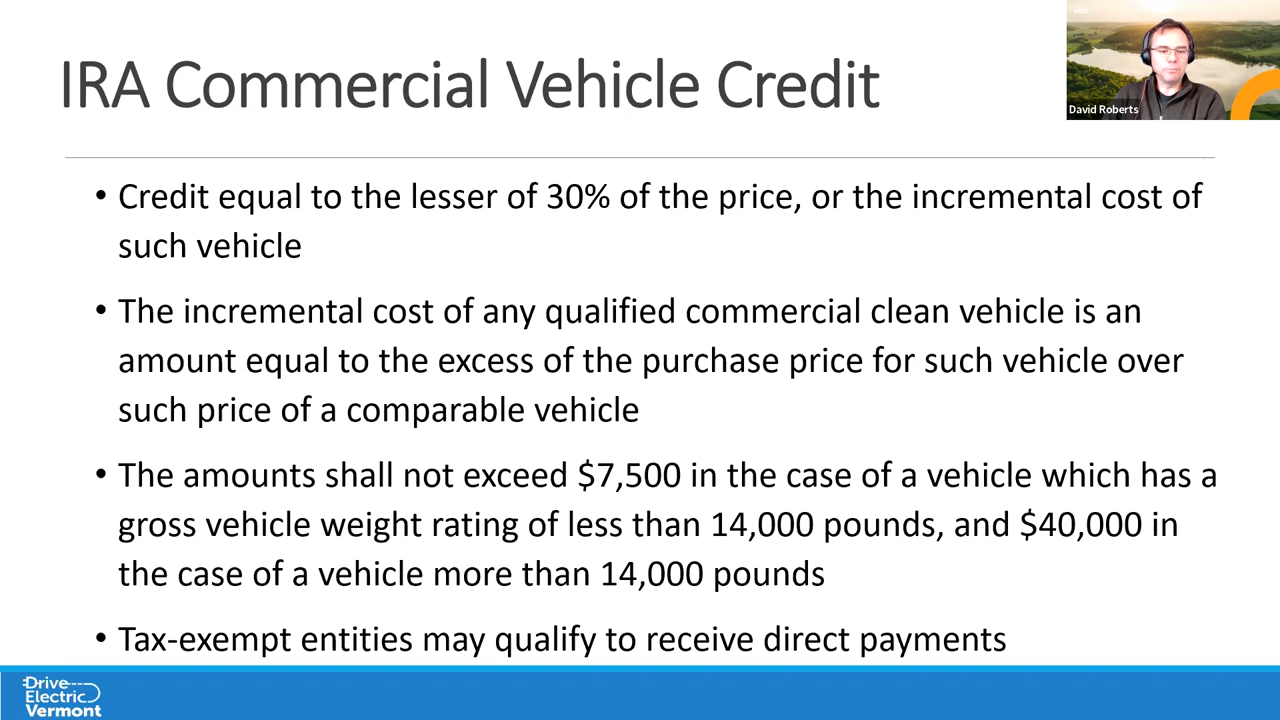 IRA Commercial Vehicle Credit
David Roberts
• Credit equal to the lesser of 30% of the price, or the incremental cost of
such vehicle
• The incremental cost of any qualified commercial clean vehicle is an
amount equal to the excess of the purchase price for such vehicle over
such price of a comparable vehicle
• The amounts shall not exceed $7,500 in the case of a vehicle which has a
gross vehicle weight rating of less than 14,000 pounds, and $40,000 in
the case of a vehicle more than 14,000 pounds
• Tax-exempt entities may qualify to receive direct payments
Drive
Electric
Vermont